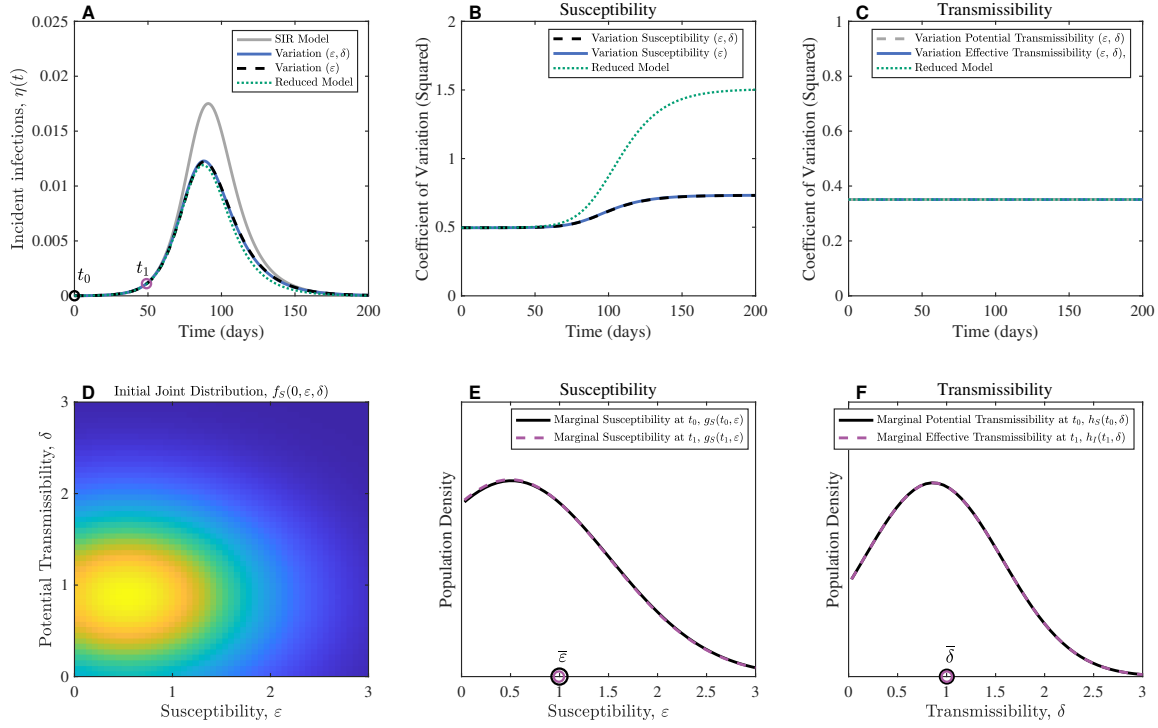 A
Incident infections, η(t)
0.025
0.02
0.015
0.01
0.005
0
SIR Model
Variation (ε, δ)
Variation (ε)
Reduced Model
t0
t1
0 50 100 150 200
Time (days)
B
Susceptibility
Coefficient of Variation (Squared)
2
1.5
1
0.5
0
Variation Susceptibility (ε, δ)
Variation Susceptibility (ε)
Reduced Model
0 50 100 150 200
Time (days)
C
Transmissibility
Coefficient of Variation (Squared)
1
0.8
0.6
0.4
0.2
0
Variation Potential Transmissibility (ε, δ)
Variation Effective Transmissibility (ε, δ),
Reduced Model
0 50 100 150 200
Time (days)
D
Initial Joint Distribution, fS(0, ε, δ)
Potential Transmissibility, δ
3
2
1
0
0 1 2 3
Susceptibility, ε
E
Susceptibility
Population Density
Marginal Susceptibility at t0, gS(t0, ε)
Marginal Susceptibility at t1, gS(t1, ε)
ε̅
0 0.5 1 1.5 2 2.5 3
Susceptibility, ε
F
Transmissibility
Population Density
Marginal Potential Transmissibility at t0, hS(t0, δ)
Marginal Effective Transmissibility at t1, hI(t1, δ)
δ̅
0 0.5 1 1.5 2 2.5 3
Transmissibility, δ